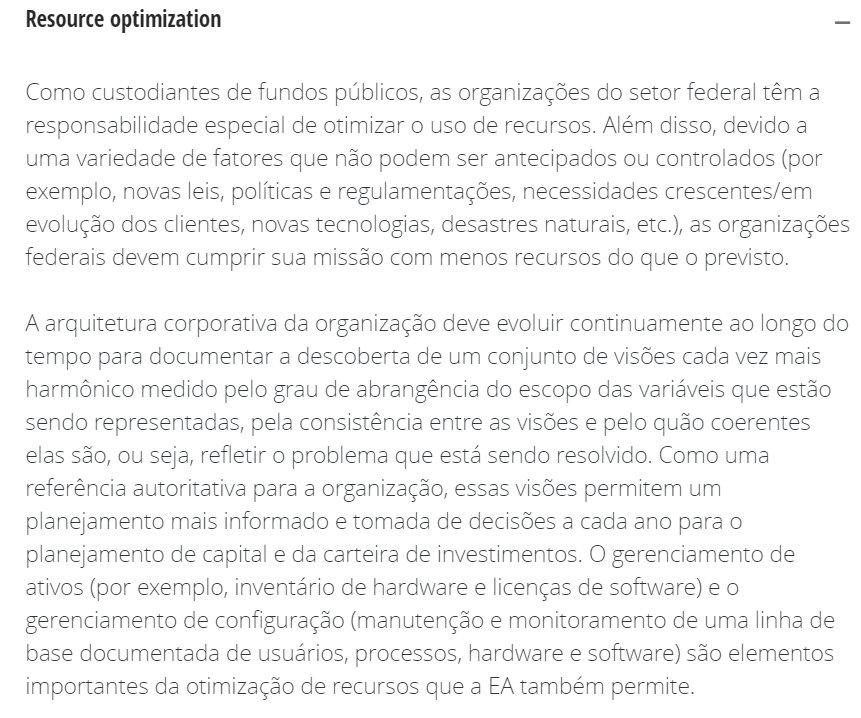 Resource optimization
Como custodiantes de fundos públicos, as organizações do setor federal têm a
responsabilidade especial de otimizar o uso de recursos. Além disso, devido a
uma variedade de fatores que não podem ser antecipados ou controlados (por
exemplo, novas leis, políticas e regulamentações, necessidades crescentes/em
evolução dos clientes, novas tecnologias, desastres naturais, etc.), as organizações
federais devem cumprir sua missão com menos recursos do que o previsto.
A arquitetura corporativa da organização deve evoluir continuamente ao longo do
tempo para documentar a descoberta de um conjunto de visões cada vez mais
harmônico medido pelo grau de abrangência do escopo das variáveis que estão
sendo representadas, pela consistência entre as visões e pelo quão coerentes
elas são, ou seja, refletir o problema que está sendo resolvido. Como uma
referência autoritativa para a organização, essas visões permitem um
planejamento mais informado e tomada de decisões a cada ano para o
planejamento de capital e da carteira de investimentos. O gerenciamento de
ativos (por exemplo, inventário de hardware e licenças de software) e o
gerenciamento de configuração (manutenção e monitoramento de uma linha de
base documentada de usuários, processos, hardware e software) são elementos
importantes da otimização de recursos que a EA também permite.